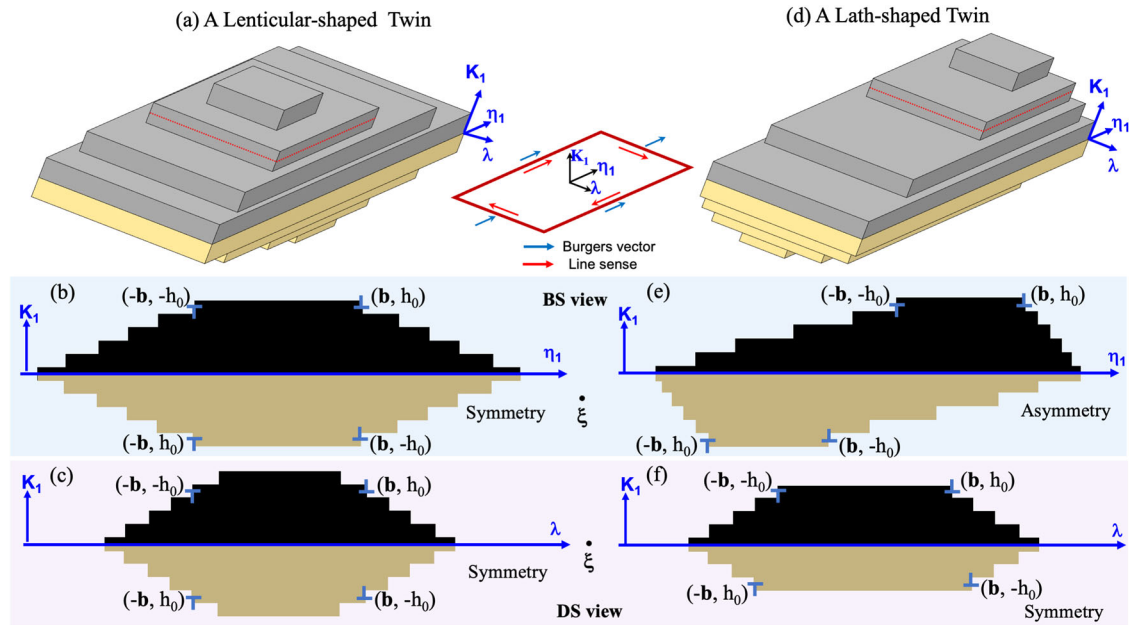 (a) A Lenticular-shaped Twin
(d) A Lath-shaped Twin
K1
η1
λ
K1
η1
λ
K1
η1
λ
Burgers vector
Line sense
(b)
(-b, -h0)
(b, h0)
BS view
K1
η1
Symmetry
(-b, h0)
(b, -h0)
ξ̇
(e)
(-b, -h0)
(b, h0)
K1
η1
Asymmetry
(-b, h0)
(b, -h0)
(c)
(-b, -h0)
(b, h0)
K1
λ
Symmetry
(-b, h0)
(b, -h0)
DS view
ξ̇
(f)
(-b, -h0)
(b, h0)
K1
λ
(-b, h0)
(b, -h0)
Symmetry